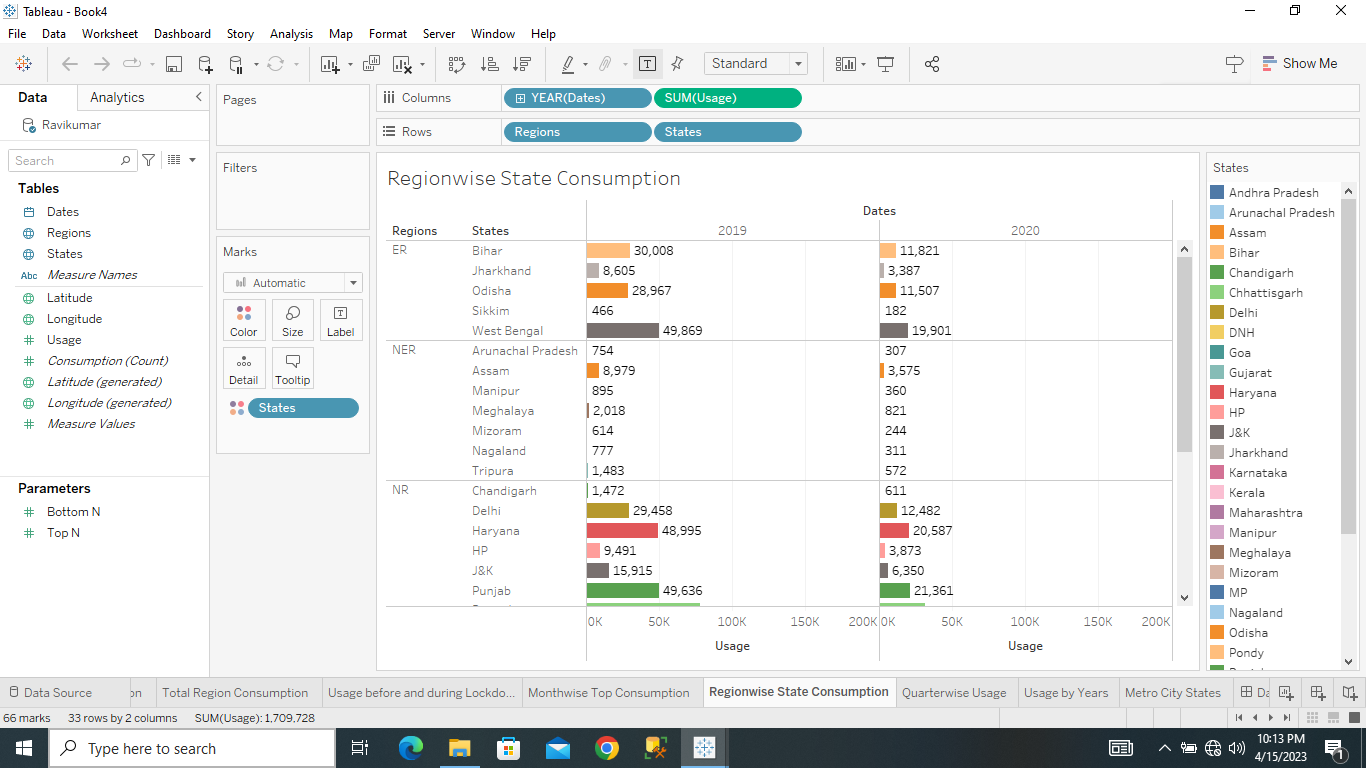 Tableau - Book4
File Data Worksheet Dashboard Story Analysis Map Format Server Window Help
Standard
Show Me
Data Analytics
Ravikumar
Search
Tables
Dates
Regions
States
Abc Measure Names
Latitude
Longitude
Usage
Consumption (Count)
Latitude (generated)
Longitude (generated)
Measure Values
Parameters
Bottom N
Top N
Pages
Filters
Marks
Automatic
Color Size Label
Detail Tooltip
States
Columns YEAR(Dates) SUM(Usage)
Rows Regions States
Regionwise State Consumption
Dates
Regions States 2019 2020
ER Bihar 30,008 11,821
Jharkhand 8,605 3,387
Odisha 28,967 11,507
Sikkim 466 182
West Bengal 49,869 19,901
NER Arunachal Pradesh 754 307
Assam 8,979 3,575
Manipur 895 360
Meghalaya 2,018 821
Mizoram 614 244
Nagaland 777 311
Tripura 1,483 572
NR Chandigarh 1,472 611
Delhi 29,458 12,482
Haryana 48,995 20,587
HP 9,491 3,873
J&K 15,915 6,350
Punjab 49,636 21,361
0K 50K 100K 150K 200K 0K 50K 100K 150K 200K
Usage Usage
States
Andhra Pradesh
Arunachal Pradesh
Assam
Bihar
Chandigarh
Chhattisgarh
Delhi
DNH
Goa
Gujarat
Haryana
HP
J&K
Jharkhand
Karnataka
Kerala
Maharashtra
Manipur
Meghalaya
Mizoram
MP
Nagaland
Odisha
Pondy
Data Source on Total Region Consumption Usage before and during Lockdo... Monthwise Top Consumption Regionwise State Consumption Quarterwise Usage Usage by Years Metro City States Da
66 marks 33 rows by 2 columns SUM(Usage): 1,709,728
Type here to search
10:13 PM
4/15/2023
1